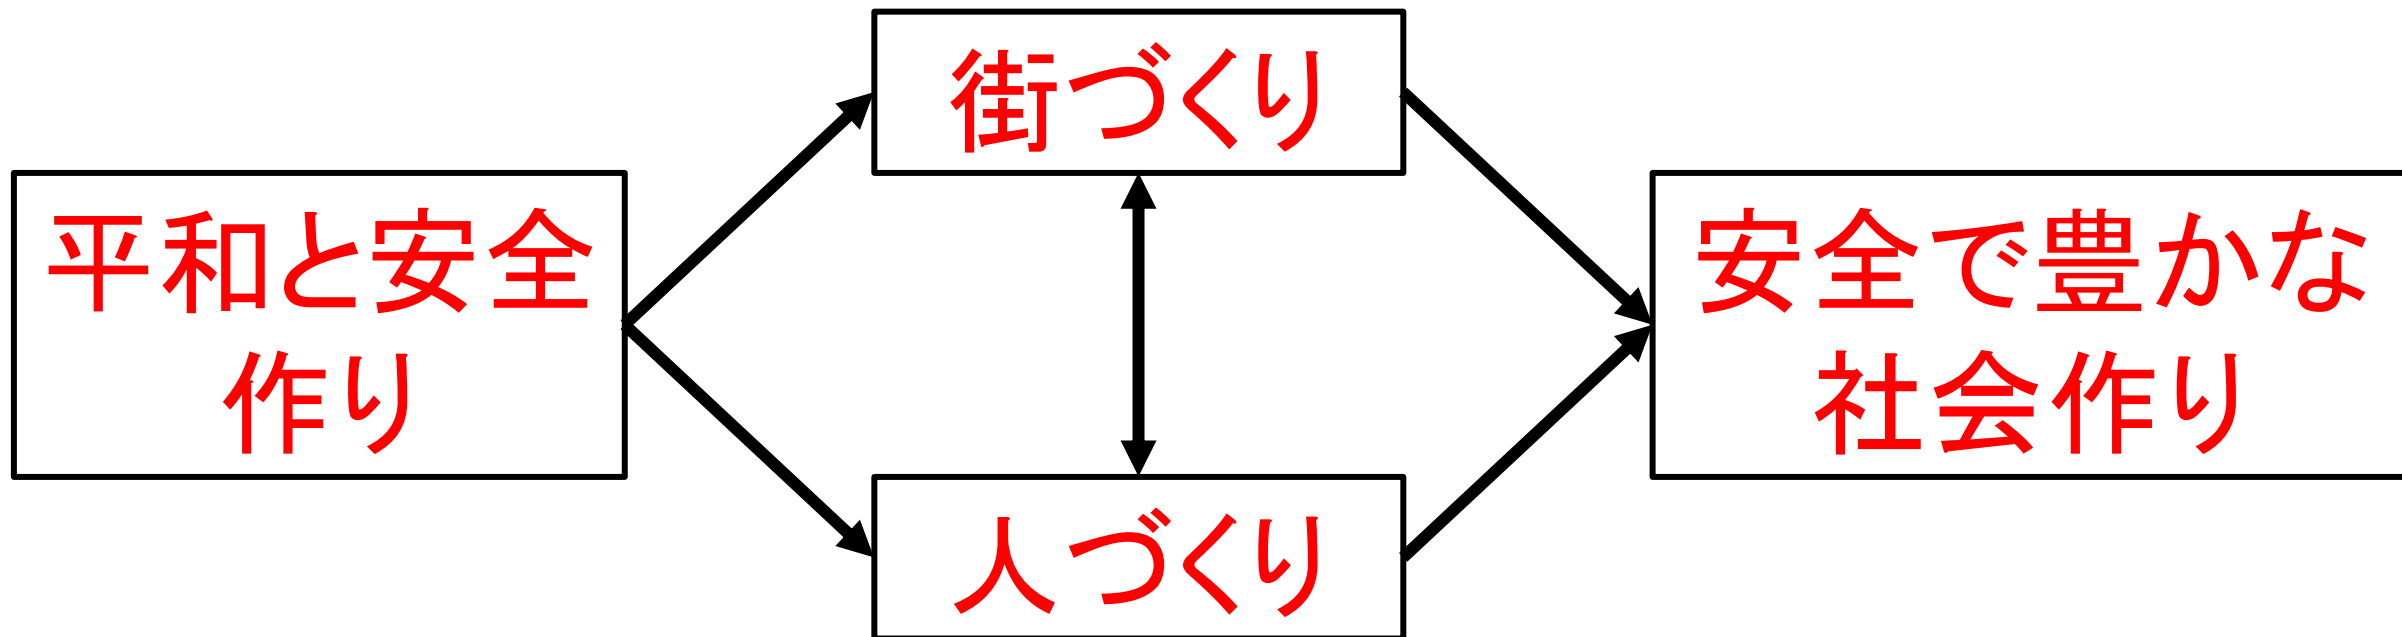 平和と安全
作り
街づくり
人づくり
安全で豊かな
社会作り